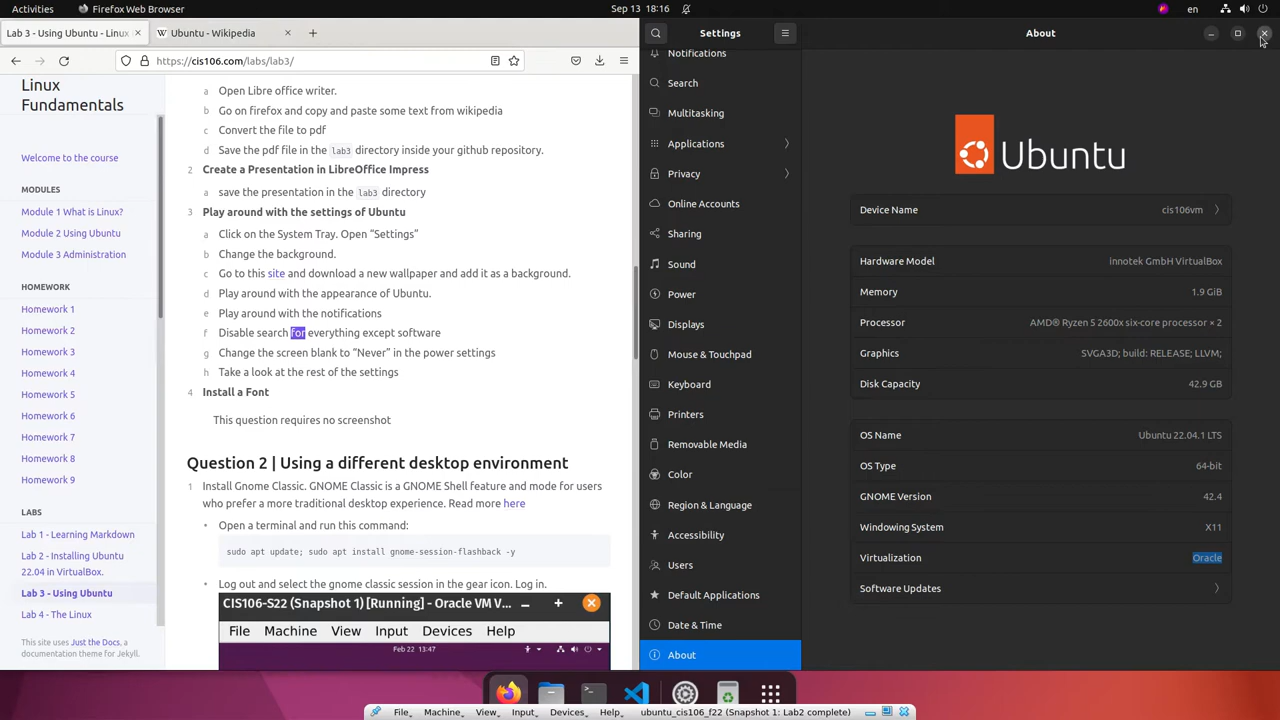 Activities
Firefox Web Browser
Sep 13 18:16
en
Lab 3 - Using Ubuntu - Linux
Ubuntu - Wikipedia
https://cis106.com/labs/lab3/
Linux
Fundamentals
Welcome to the course
MODULES
Module 1 What is Linux?
Module 2 Using Ubuntu
Module 3 Administration
HOMEWORK
Homework 1
Homework 2
Homework 3
Homework 4
Homework 5
Homework 6
Homework 7
Homework 8
Homework 9
LABS
Lab 1 - Learning Markdown
Lab 2 - Installing Ubuntu
22.04 in VirtualBox.
Lab 3 - Using Ubuntu
Lab 4 - The Linux
This site uses Just the Docs, a
documentation theme for Jekyll.
a Open Libre office writer.
b Go on firefox and copy and paste some text from wikipedia
c Convert the file to pdf
d Save the pdf file in the lab3 directory inside your github repository.
2 Create a Presentation in LibreOffice Impress
a save the presentation in the lab3 directory
3 Play around with the settings of Ubuntu
a Click on the System Tray. Open “Settings”
b Change the background.
c Go to this site and download a new wallpaper and add it as a background.
d Play around with the appearance of Ubuntu.
e Play around with the notifications
f Disable search for everything except software
g Change the screen blank to “Never” in the power settings
h Take a look at the rest of the settings
4 Install a Font
This question requires no screenshot
Question 2 | Using a different desktop environment
1 Install Gnome Classic. GNOME Classic is a GNOME Shell feature and mode for users
who prefer a more traditional desktop experience. Read more here
• Open a terminal and run this command:
sudo apt update; sudo apt install gnome-session-flashback -y
• Log out and select the gnome classic session in the gear icon. Log in.
CIS106-S22 (Snapshot 1) [Running] - Oracle VM V...
File Machine View Input Devices Help
Feb 22 13:47
Settings
Notifications
Search
Multitasking
Applications
Privacy
Online Accounts
Sharing
Sound
Power
Displays
Mouse & Touchpad
Keyboard
Printers
Removable Media
Color
Region & Language
Accessibility
Users
Default Applications
Date & Time
About
About
Ubuntu
Device Name cis106vm
Hardware Model innotek GmbH VirtualBox
Memory 1.9 GiB
Processor AMD® Ryzen 5 2600x six-core processor × 2
Graphics SVGA3D; build: RELEASE; LLVM;
Disk Capacity 42.9 GB
OS Name Ubuntu 22.04.1 LTS
OS Type 64-bit
GNOME Version 42.4
Windowing System X11
Virtualization Oracle
Software Updates
File Machine View Input Devices Help ubuntu_cis106_f22 (Snapshot 1: Lab2 complete)